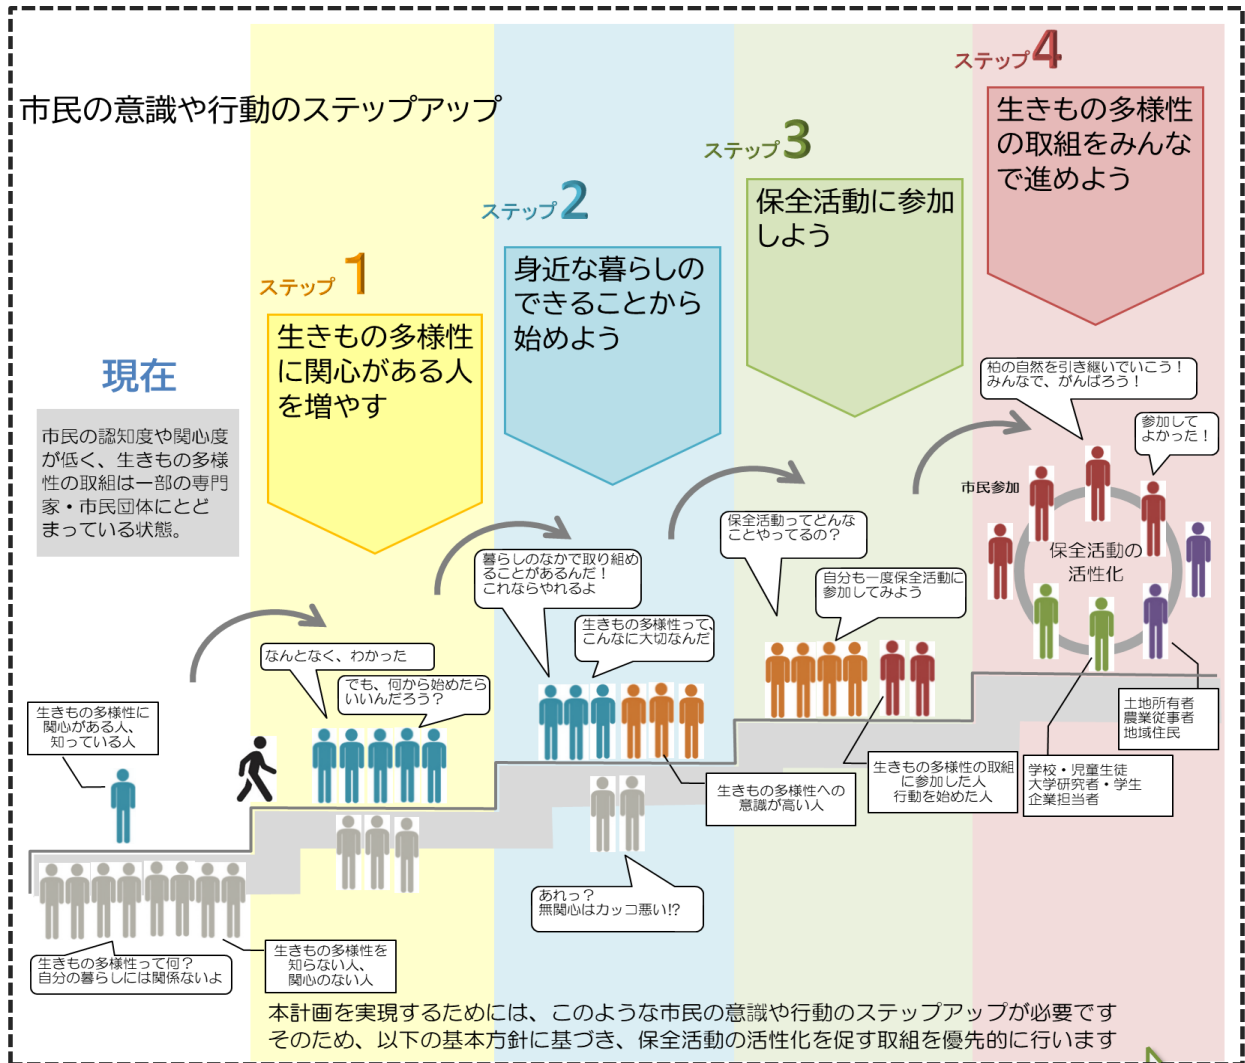 市民の意識や行動のステップアップ
現在
市民の認知度や関心度
が低く、生きもの多様
性の取組は一部の専門
家・市民団体にとど
まっている状態。
ステップ1
生きもの多様性
に関心がある人
を増やす
ステップ2
身近な暮らしの
できることから
始めよう
ステップ3
保全活動に参加
しよう
ステップ4
生きもの多様性
の取組をみんな
で進めよう
生きもの多様性に
関心がある人、
知っている人
生きもの多様性って何？
自分の暮らしには関係ないよ
生きもの多様性を
知らない人、
関心のない人
なんとなく、わかった
でも、何から始めたら
いいんだろう？
暮らしのなかで取り組め
ることがあるんだ！
これならやれるよ
生きもの多様性って、
こんなに大切なんだ
あれっ？
無関心はカッコ悪い!?
生きもの多様性への
意識が高い人
保全活動ってどんな
ことやってるの？
自分も一度保全活動に
参加してみよう
生きもの多様性の取組
に参加した人
行動を始めた人
柏の自然を引き継いでいこう！
みんなで、がんばろう！
参加して
よかった！
市民参加
保全活動の
活性化
土地所有者
農業従事者
地域住民
学校・児童生徒
大学研究者・学生
企業担当者
本計画を実現するためには、このような市民の意識や行動のステップアップが必要です
そのため、以下の基本方針に基づき、保全活動の活性化を促す取組を優先的に行います